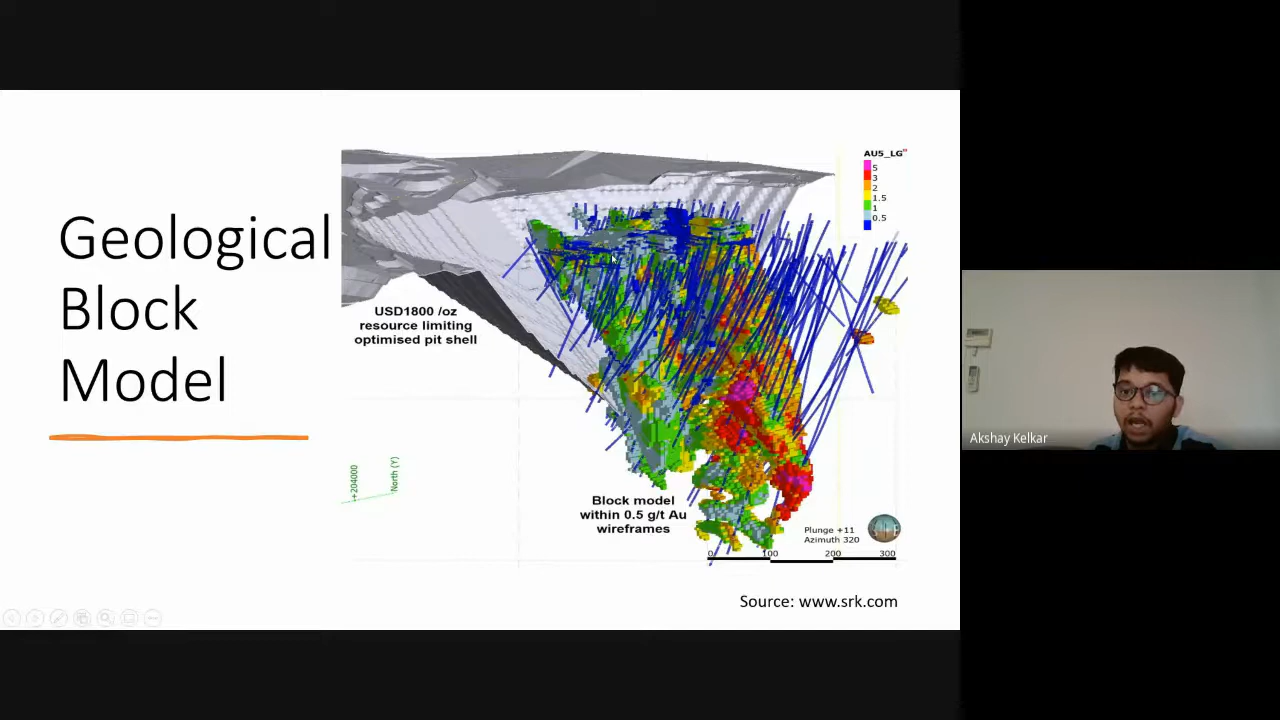 Geological
Block
Model
USD1800 /oz
resource limiting
optimised pit shell
AU5_LG"
5
3
2
1.5
1
0.5
+204000
North (Y)
Block model
within 0.5 g/t Au
wireframes
Plunge +11
Azimuth 320
0 100 200 300
Source: www.srk.com
Akshay Kelkar